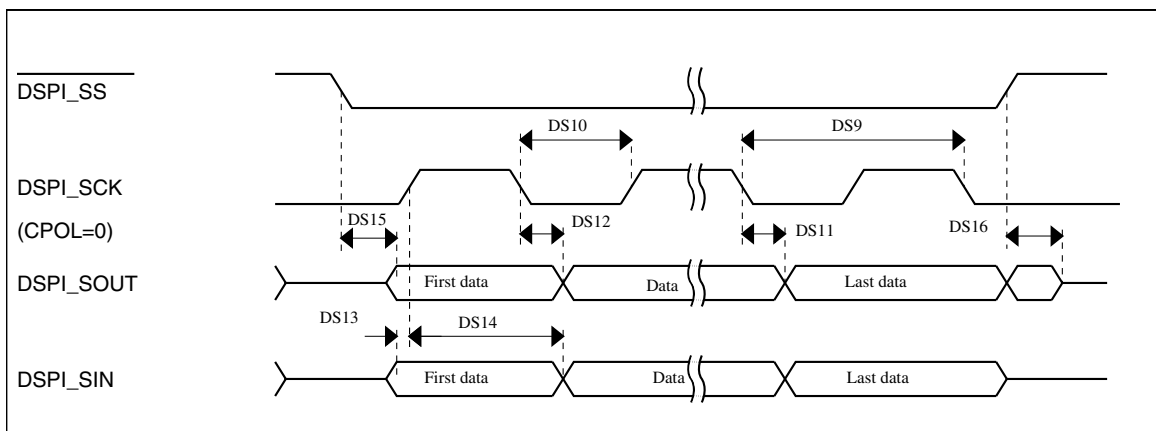 DSPI_SS
DS10
DS9
DSPI_SCK
(CPOL=0)
DS15
DS12
DS11
DS16
DSPI_SOUT
First data
Data
Last data
DS13
DS14
DSPI_SIN
First data
Data
Last data